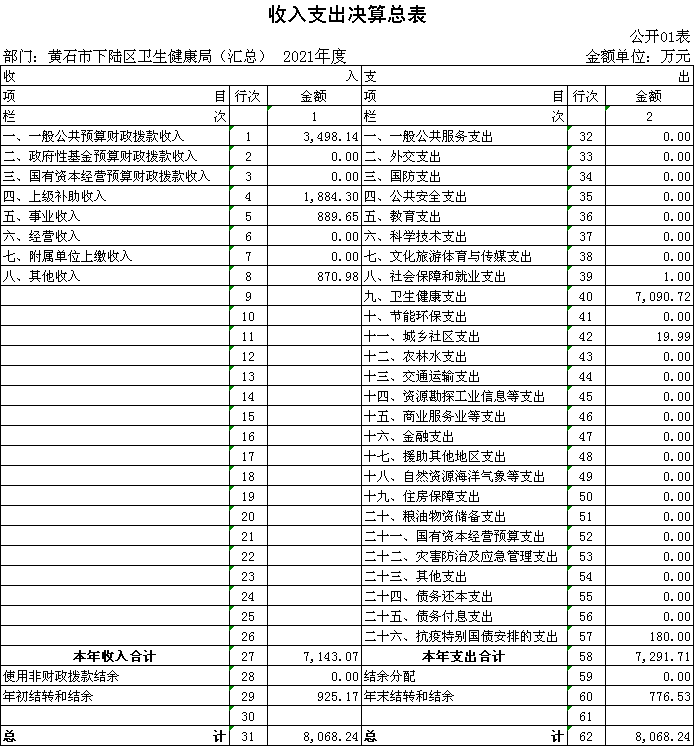 收入支出决算总表
公开01表
部门：黄石市下陆区卫生健康局（汇总） 2021年度 金额单位：万元
收 入 支 出
项 目 行次 金额 项 目 行次 金额
栏 次 1 栏 次 2
一、一般公共预算财政拨款收入 1 3,498.14 一、一般公共服务支出 32 0.00
二、政府性基金预算财政拨款收入 2 0.00 二、外交支出 33 0.00
三、国有资本经营预算财政拨款收入 3 0.00 三、国防支出 34 0.00
四、上级补助收入 4 1,884.30 四、公共安全支出 35 0.00
五、事业收入 5 889.65 五、教育支出 36 0.00
六、经营收入 6 0.00 六、科学技术支出 37 0.00
七、附属单位上缴收入 7 0.00 七、文化旅游体育与传媒支出 38 0.00
八、其他收入 8 870.98 八、社会保障和就业支出 39 1.00
9 九、卫生健康支出 40 7,090.72
10 十、节能环保支出 41 0.00
11 十一、城乡社区支出 42 19.99
12 十二、农林水支出 43 0.00
13 十三、交通运输支出 44 0.00
14 十四、资源勘探工业信息等支出 45 0.00
15 十五、商业服务业等支出 46 0.00
16 十六、金融支出 47 0.00
17 十七、援助其他地区支出 48 0.00
18 十八、自然资源海洋气象等支出 49 0.00
19 十九、住房保障支出 50 0.00
20 二十、粮油物资储备支出 51 0.00
21 二十一、国有资本经营预算支出 52 0.00
22 二十二、灾害防治及应急管理支出 53 0.00
23 二十三、其他支出 54 0.00
24 二十四、债务还本支出 55 0.00
25 二十五、债务付息支出 56 0.00
26 二十六、抗疫特别国债安排的支出 57 180.00
本年收入合计 27 7,143.07 本年支出合计 58 7,291.71
使用非财政拨款结余 28 0.00 结余分配 59 0.00
年初结转和结余 29 925.17 年末结转和结余 60 776.53
30 61
总 计 31 8,068.24 总 计 62 8,068.24